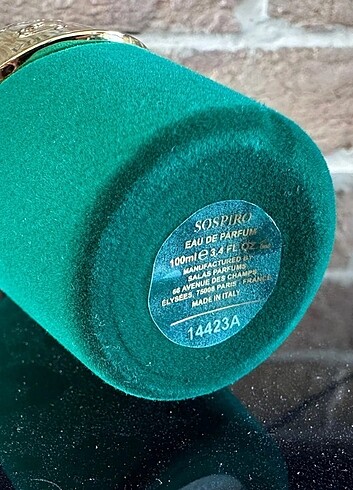 SOSPIRO
EAU DE PARFUM
100ml e 3.4 FL OZ
MANUFACTURED BY
SALAS PARFUMS
66 AVENUE DES CHAMPS
ÉLYSÉES, 75008 PARIS - FRANCE
MADE IN ITALY
14423A